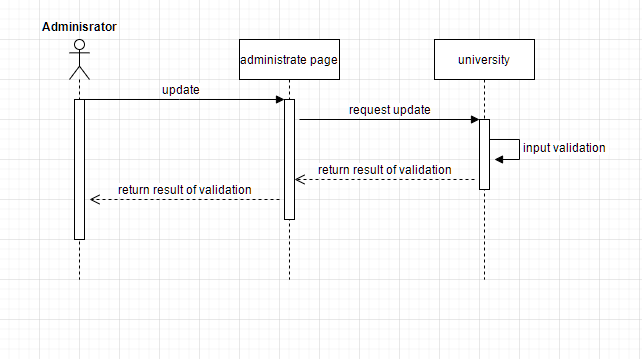 Adminisrator
administrate page
university
update
request update
input validation
return result of validation
return result of validation